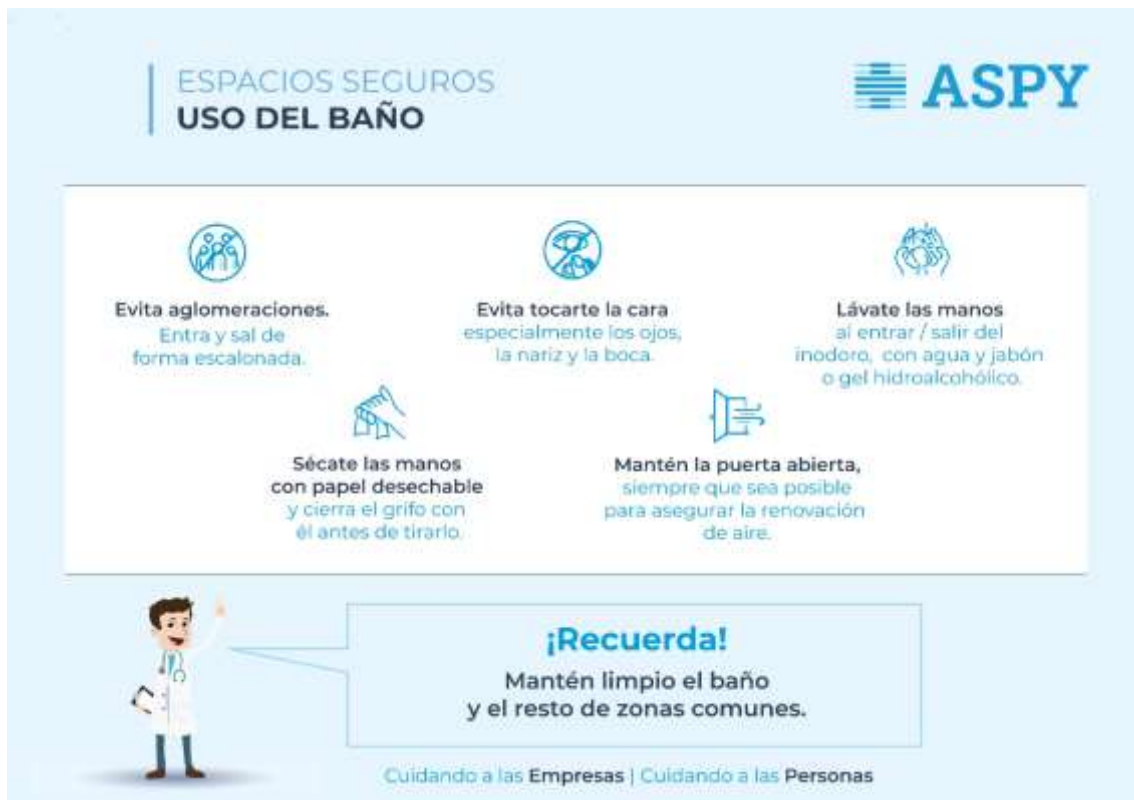 ESPACIOS SEGUROS
USO DEL BAÑO
ASPY
Evita aglomeraciones.
Entra y sal de
forma escalonada.
Evita tocarte la cara
especialmente los ojos,
la nariz y la boca.
Lávate las manos
al entrar / salir del
inodoro, con agua y jabón
o gel hidroalcohólico.
Sécate las manos
con papel desechable
y cierra el grifo con
él antes de tirarlo.
Mantén la puerta abierta,
siempre que sea posible
para asegurar la renovación
de aire.
¡Recuerda!
Mantén limpio el baño
y el resto de zonas comunes.
Cuidando a las Empresas | Cuidando a las Personas